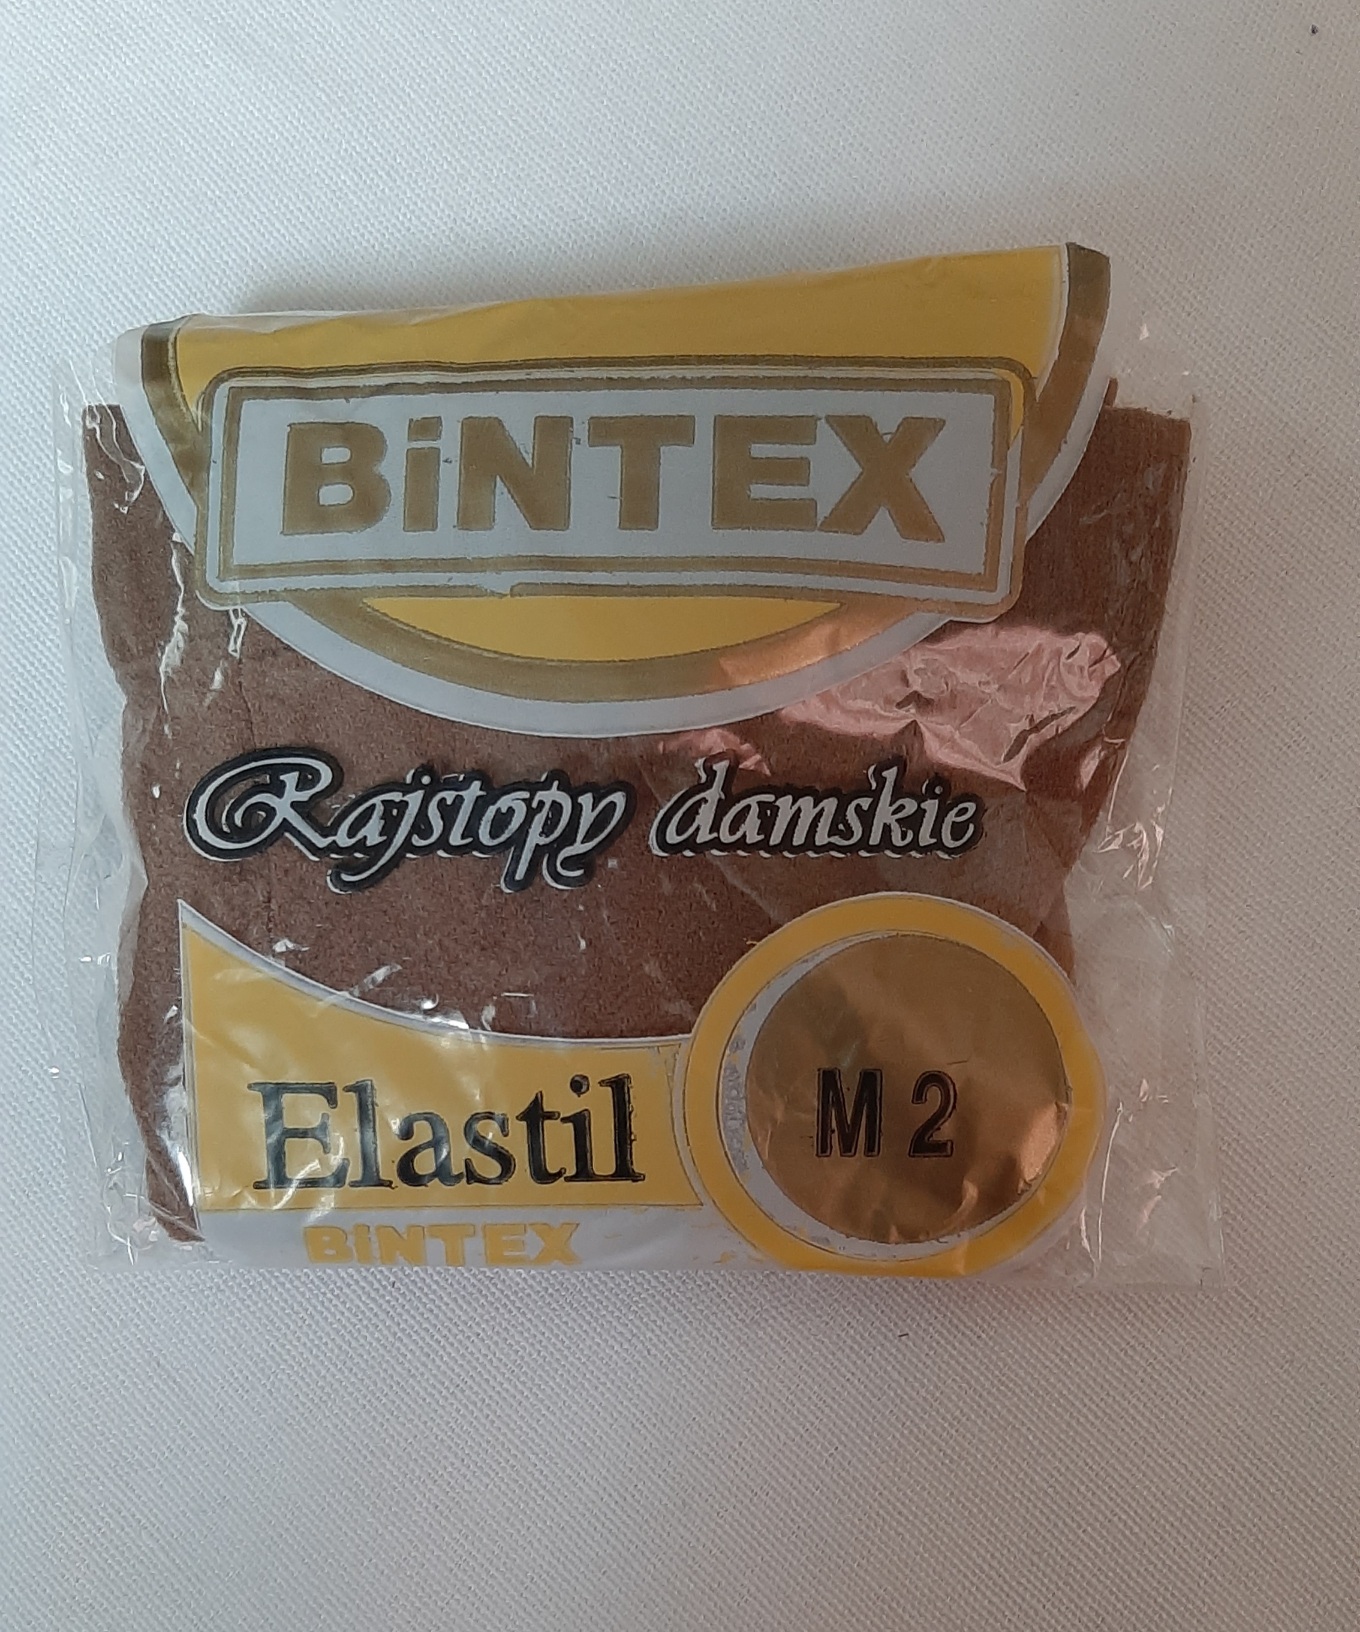 BiNTEX
Rajstopy damskie
Elastil
M 2
BiNTEX